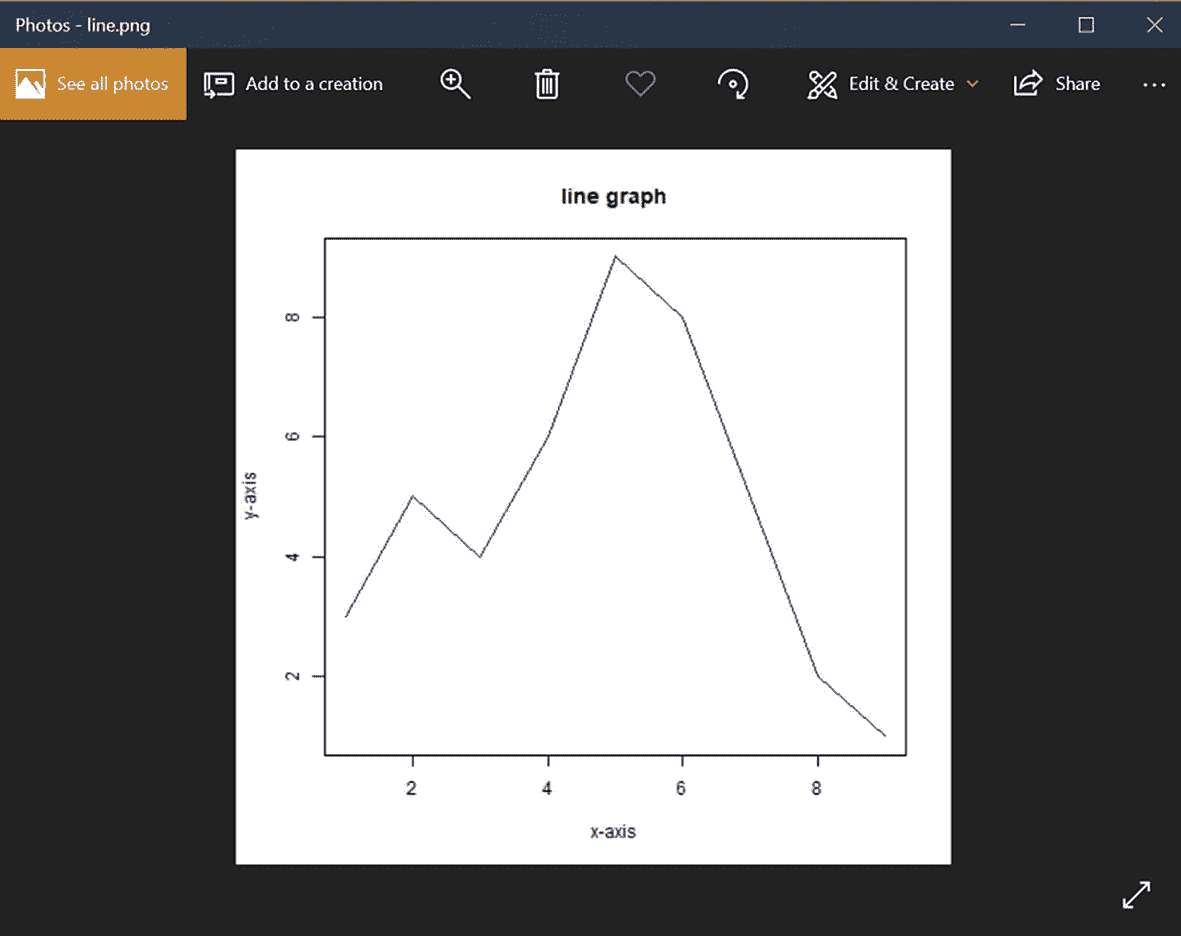 Photos - line.png
See all photos
Add to a creation
Edit & Create
Share
line graph
8
6
4
2
y-axis
2 4 6 8
x-axis